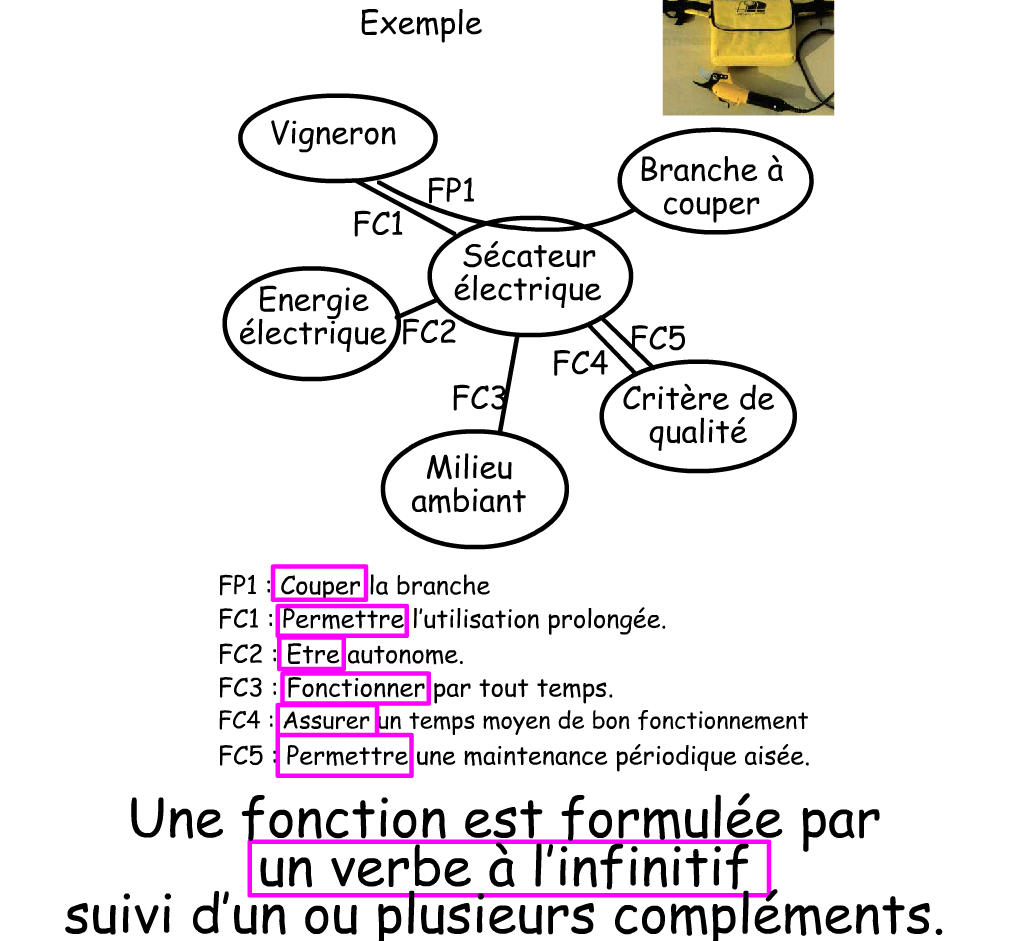 Exemple
Vigneron
FP1
FC1
Branche à
couper
Sécateur
électrique
Energie
électrique
FC2
FC5
FC4
FC3
Critère de
qualité
Milieu
ambiant
FP1 : Couper la branche
FC1 : Permettre l'utilisation prolongée.
FC2 : Etre autonome.
FC3 : Fonctionner par tout temps.
FC4 : Assurer un temps moyen de bon fonctionnement
FC5 : Permettre une maintenance périodique aisée.
Une fonction est formulée par
un verbe à l'infinitif
suivi d'un ou plusieurs compléments.